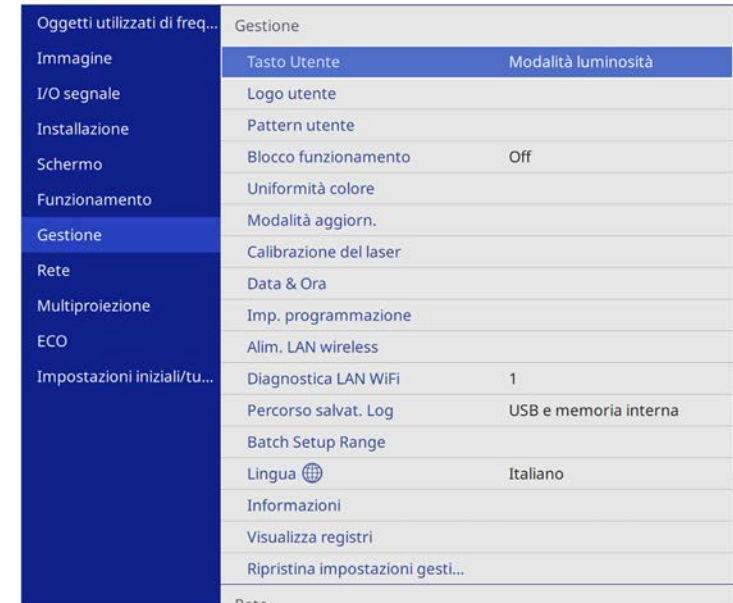 Oggetti utilizzati di freq...
Immagine
I/O segnale
Installazione
Schermo
Funzionamento
Gestione
Rete
Multiproiezione
ECO
Impostazioni iniziali/tu...
Gestione
Tasto Utente Modalità luminosità
Logo utente
Pattern utente
Blocco funzionamento Off
Uniformità colore
Modalità aggiorn.
Calibrazione del laser
Data & Ora
Imp. programmazione
Alim. LAN wireless
Diagnostica LAN WiFi 1
Percorso salvat. Log USB e memoria interna
Batch Setup Range
Lingua Italiano
Informazioni
Visualizza registri
Ripristina impostazioni gesti...